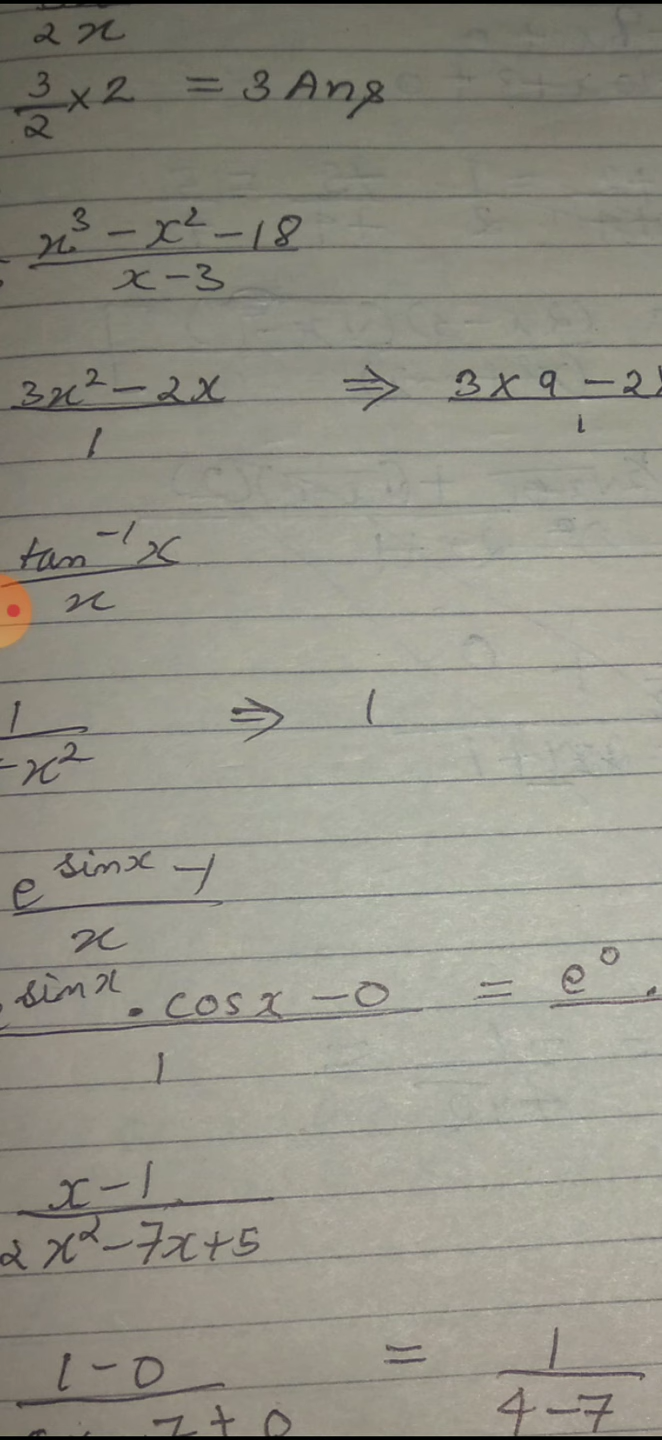 2x
3/2 × 2 = 3 Ans
x³ - x² - 18 / x - 3
3x² - 2x / 1 ⇒ 3 × 9 - 2 / 1
tan⁻¹x / x
1 / -x² ⇒ 1
e^sinx - 1 / x
sinx . cosx - 0 / 1 = e⁰ .
x - 1 / 2x² - 7x + 5
1 - 0 / 7 + 0 = 1 / 4 - 7